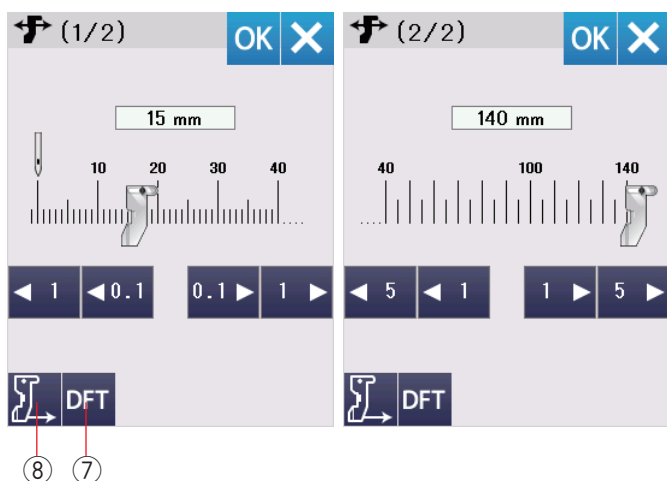 (1/2)
OK
15 mm
10 20 30 40
◀ 1 ◀0.1 0.1▶ 1 ▶
DFT
⑧ ⑦
(2/2)
OK
140 mm
40 100 140
◀ 5 ◀ 1 1 ▶ 5 ▶
DFT